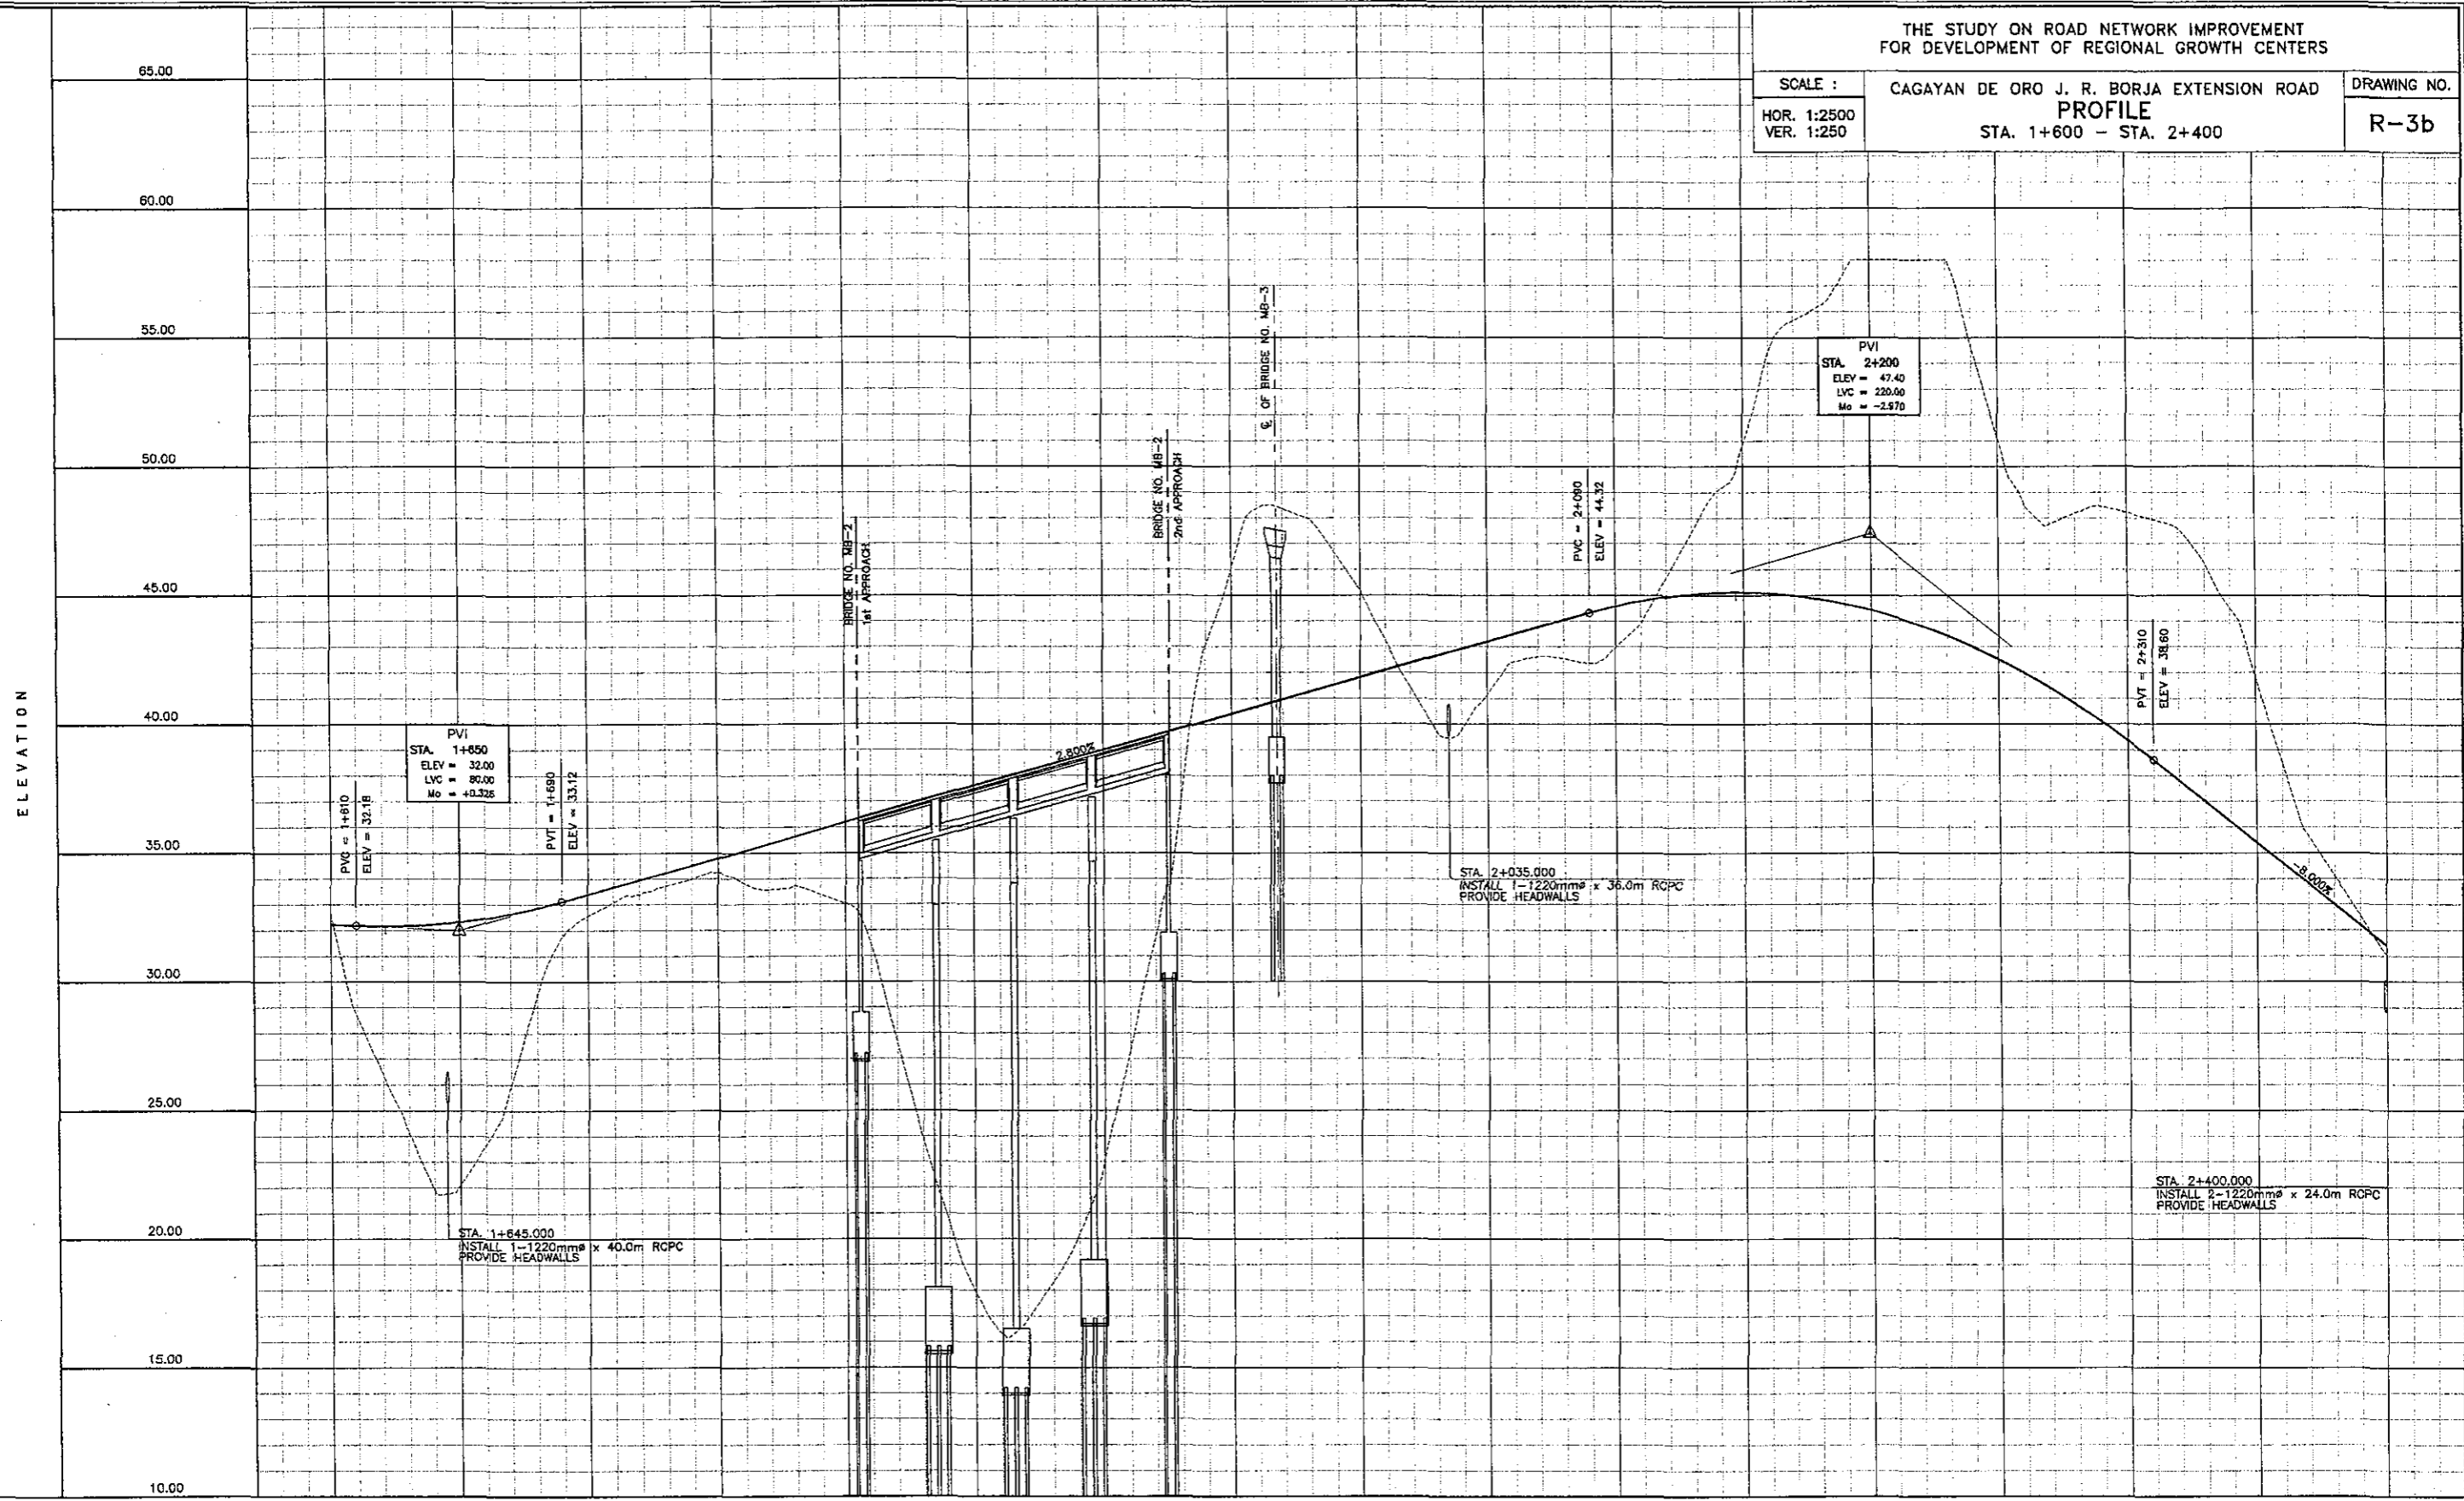 THE STUDY ON ROAD NETWORK IMPROVEMENT
FOR DEVELOPMENT OF REGIONAL GROWTH CENTERS
SCALE :
HOR. 1:2500
VER. 1:250
CAGAYAN DE ORO J. R. BORJA EXTENSION ROAD
PROFILE
STA. 1+600 - STA. 2+400
DRAWING NO.
R-3b
ELEVATION
65.00
60.00
55.00
50.00
45.00
40.00
35.00
30.00
25.00
20.00
15.00
10.00
PVC = 1+610
ELEV = 32.18
PVI
STA. 1+650
ELEV = 32.00
LVC = 80.00
Mo = +0.326
PVT = 1+690
ELEV = 33.12
STA. 1+645.000
INSTALL 1-1220mmø x 40.0m RCPC
PROVIDE HEADWALLS
BRIDGE NO. MB-2
1st APPROACH
2.800%
BRIDGE NO. MB-2
2nd APPROACH
℄ OF BRIDGE NO. MB-3
STA. 2+035.000
INSTALL 1-1220mmø x 36.0m RCPC
PROVIDE HEADWALLS
PVC = 2+090
ELEV = 44.32
PVI
STA. 2+200
ELEV = 47.40
LVC = 220.00
Mo = -2.970
PVT = 2+310
ELEV = 38.60
-8.000%
STA. 2+400.000
INSTALL 2-1220mmø x 24.0m RCPC
PROVIDE HEADWALLS